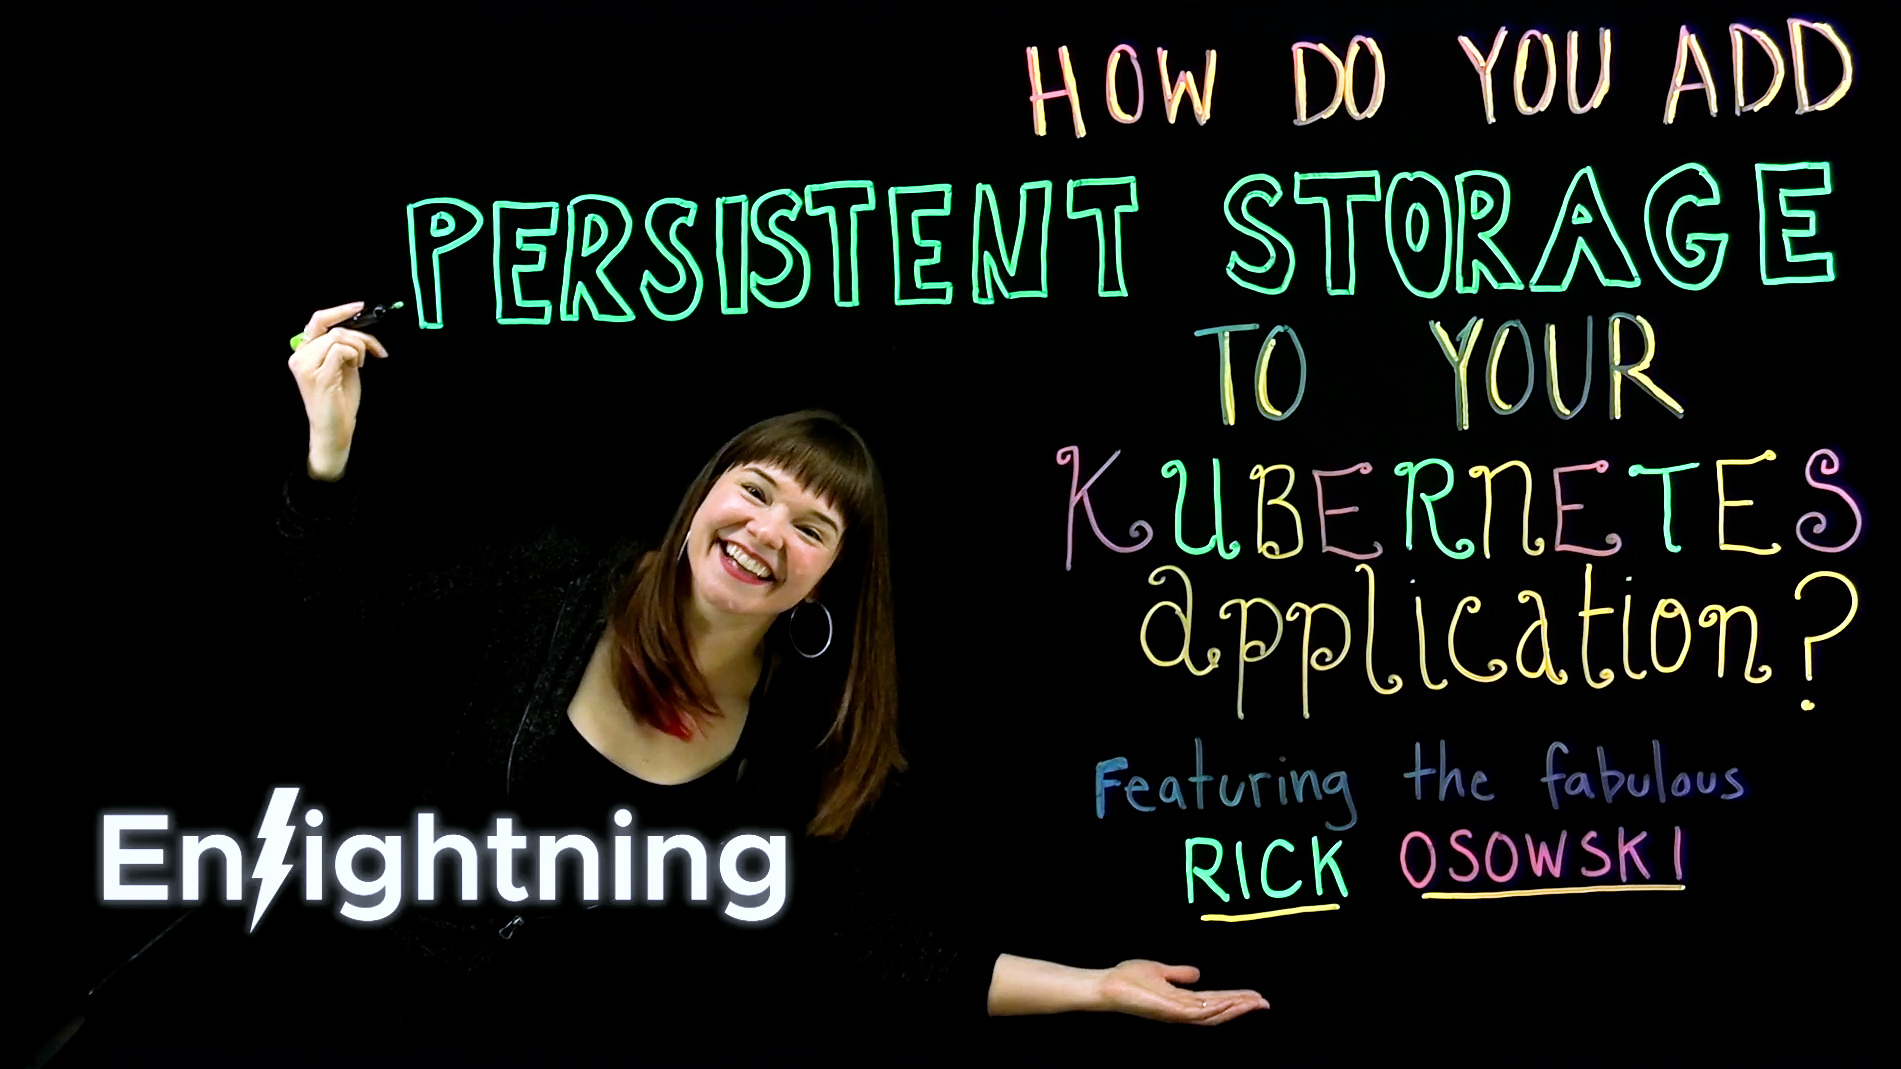 HOW DO YOU ADD
PERSISTENT STORAGE
TO YOUR
KUBERNETES
application?
Featuring the fabulous
RICK OSOWSKI
Enlightning